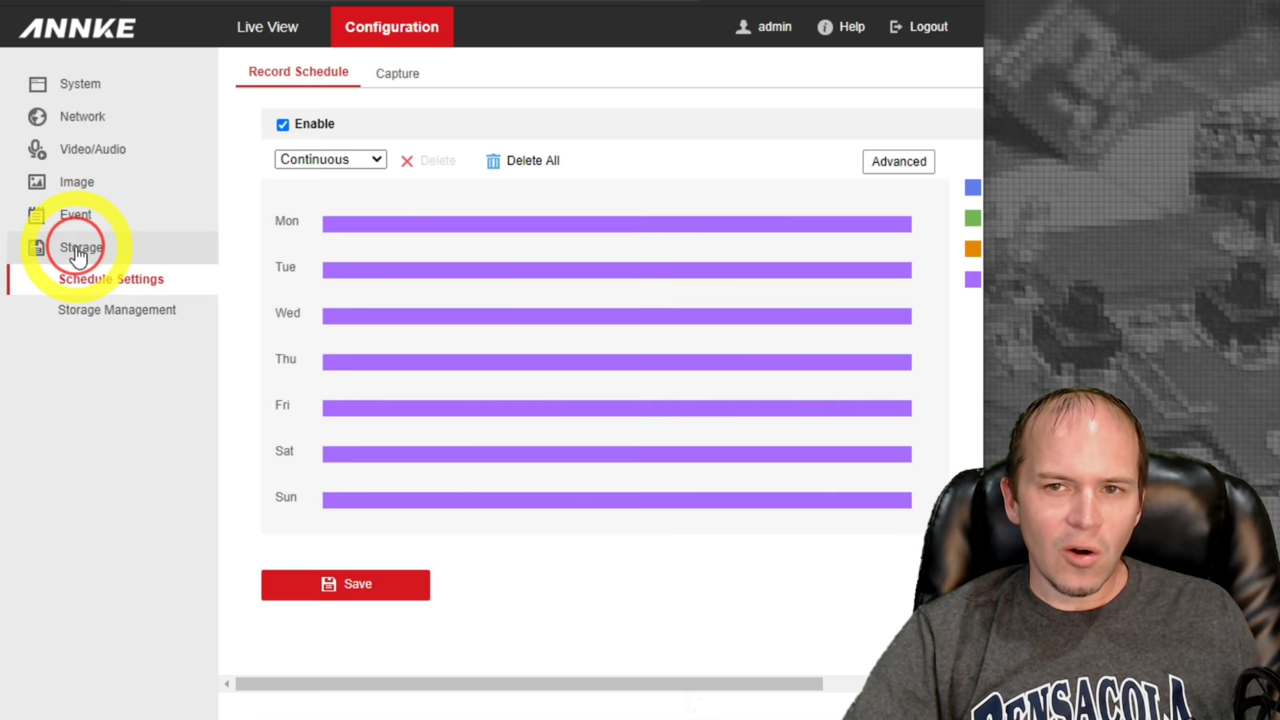 ANNKE
Live View
Configuration
admin
Help
Logout
System
Network
Video/Audio
Image
Event
Storage
Schedule Settings
Storage Management
Record Schedule
Capture
Enable
Continuous
Delete
Delete All
Advanced
Mon
Tue
Wed
Thu
Fri
Sat
Sun
Save
PENSACOLA